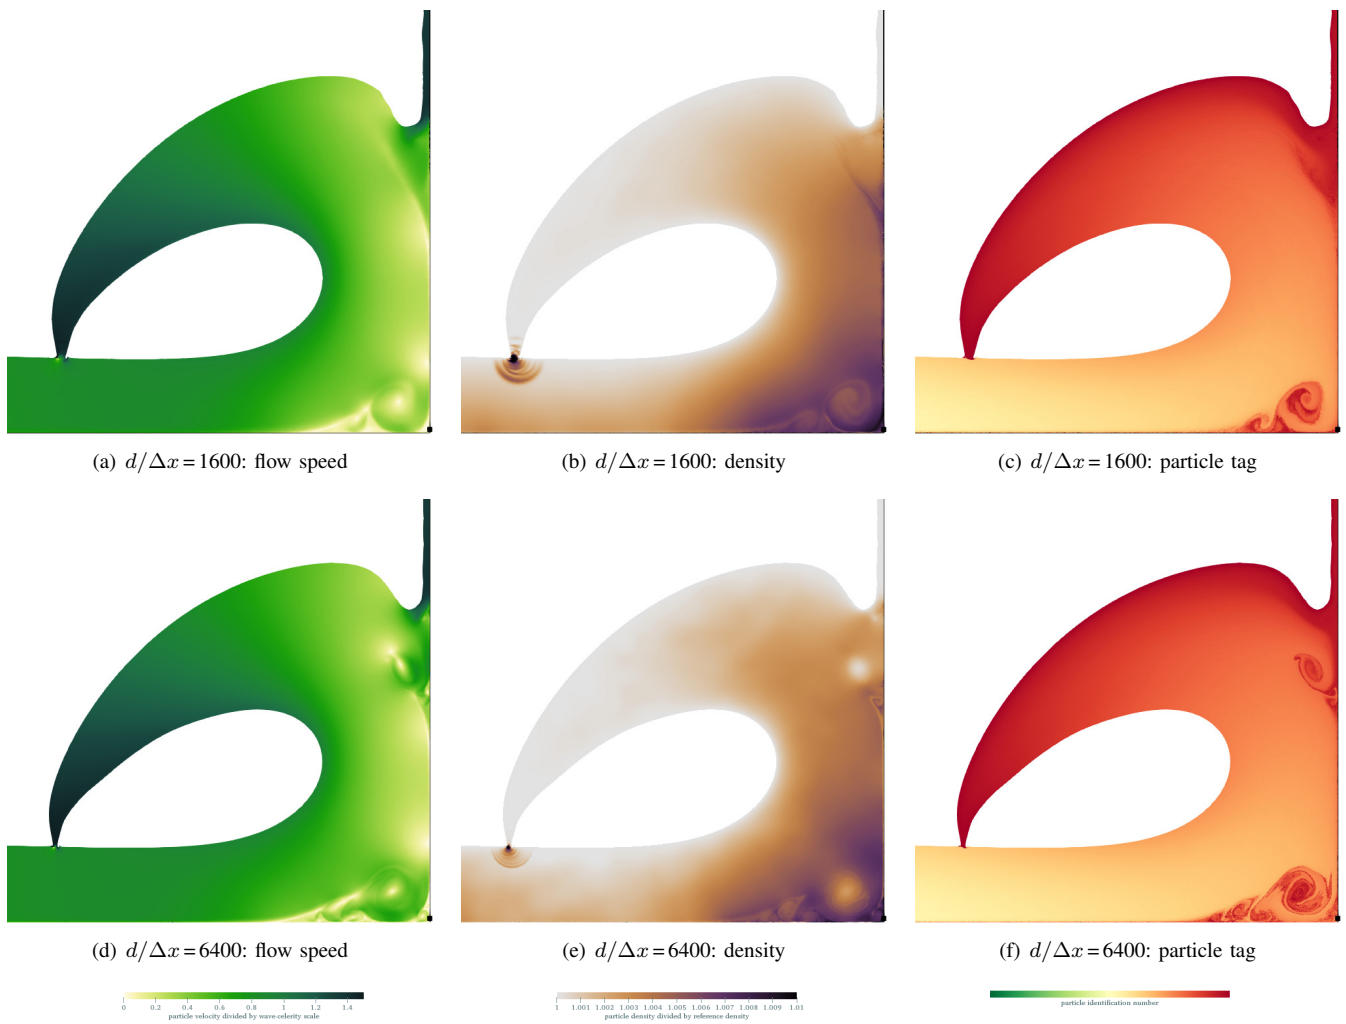 (a) d/Δx=1600: flow speed
(b) d/Δx=1600: density
(c) d/Δx=1600: particle tag
(d) d/Δx=6400: flow speed
(e) d/Δx=6400: density
(f) d/Δx=6400: particle tag
0 0.2 0.4 0.6 0.8 1 1.2 1.4
particle velocity divided by wave-celerity scale
1 1.001 1.002 1.003 1.004 1.005 1.006 1.007 1.008 1.009 1.01
particle density divided by reference density
particle identification number